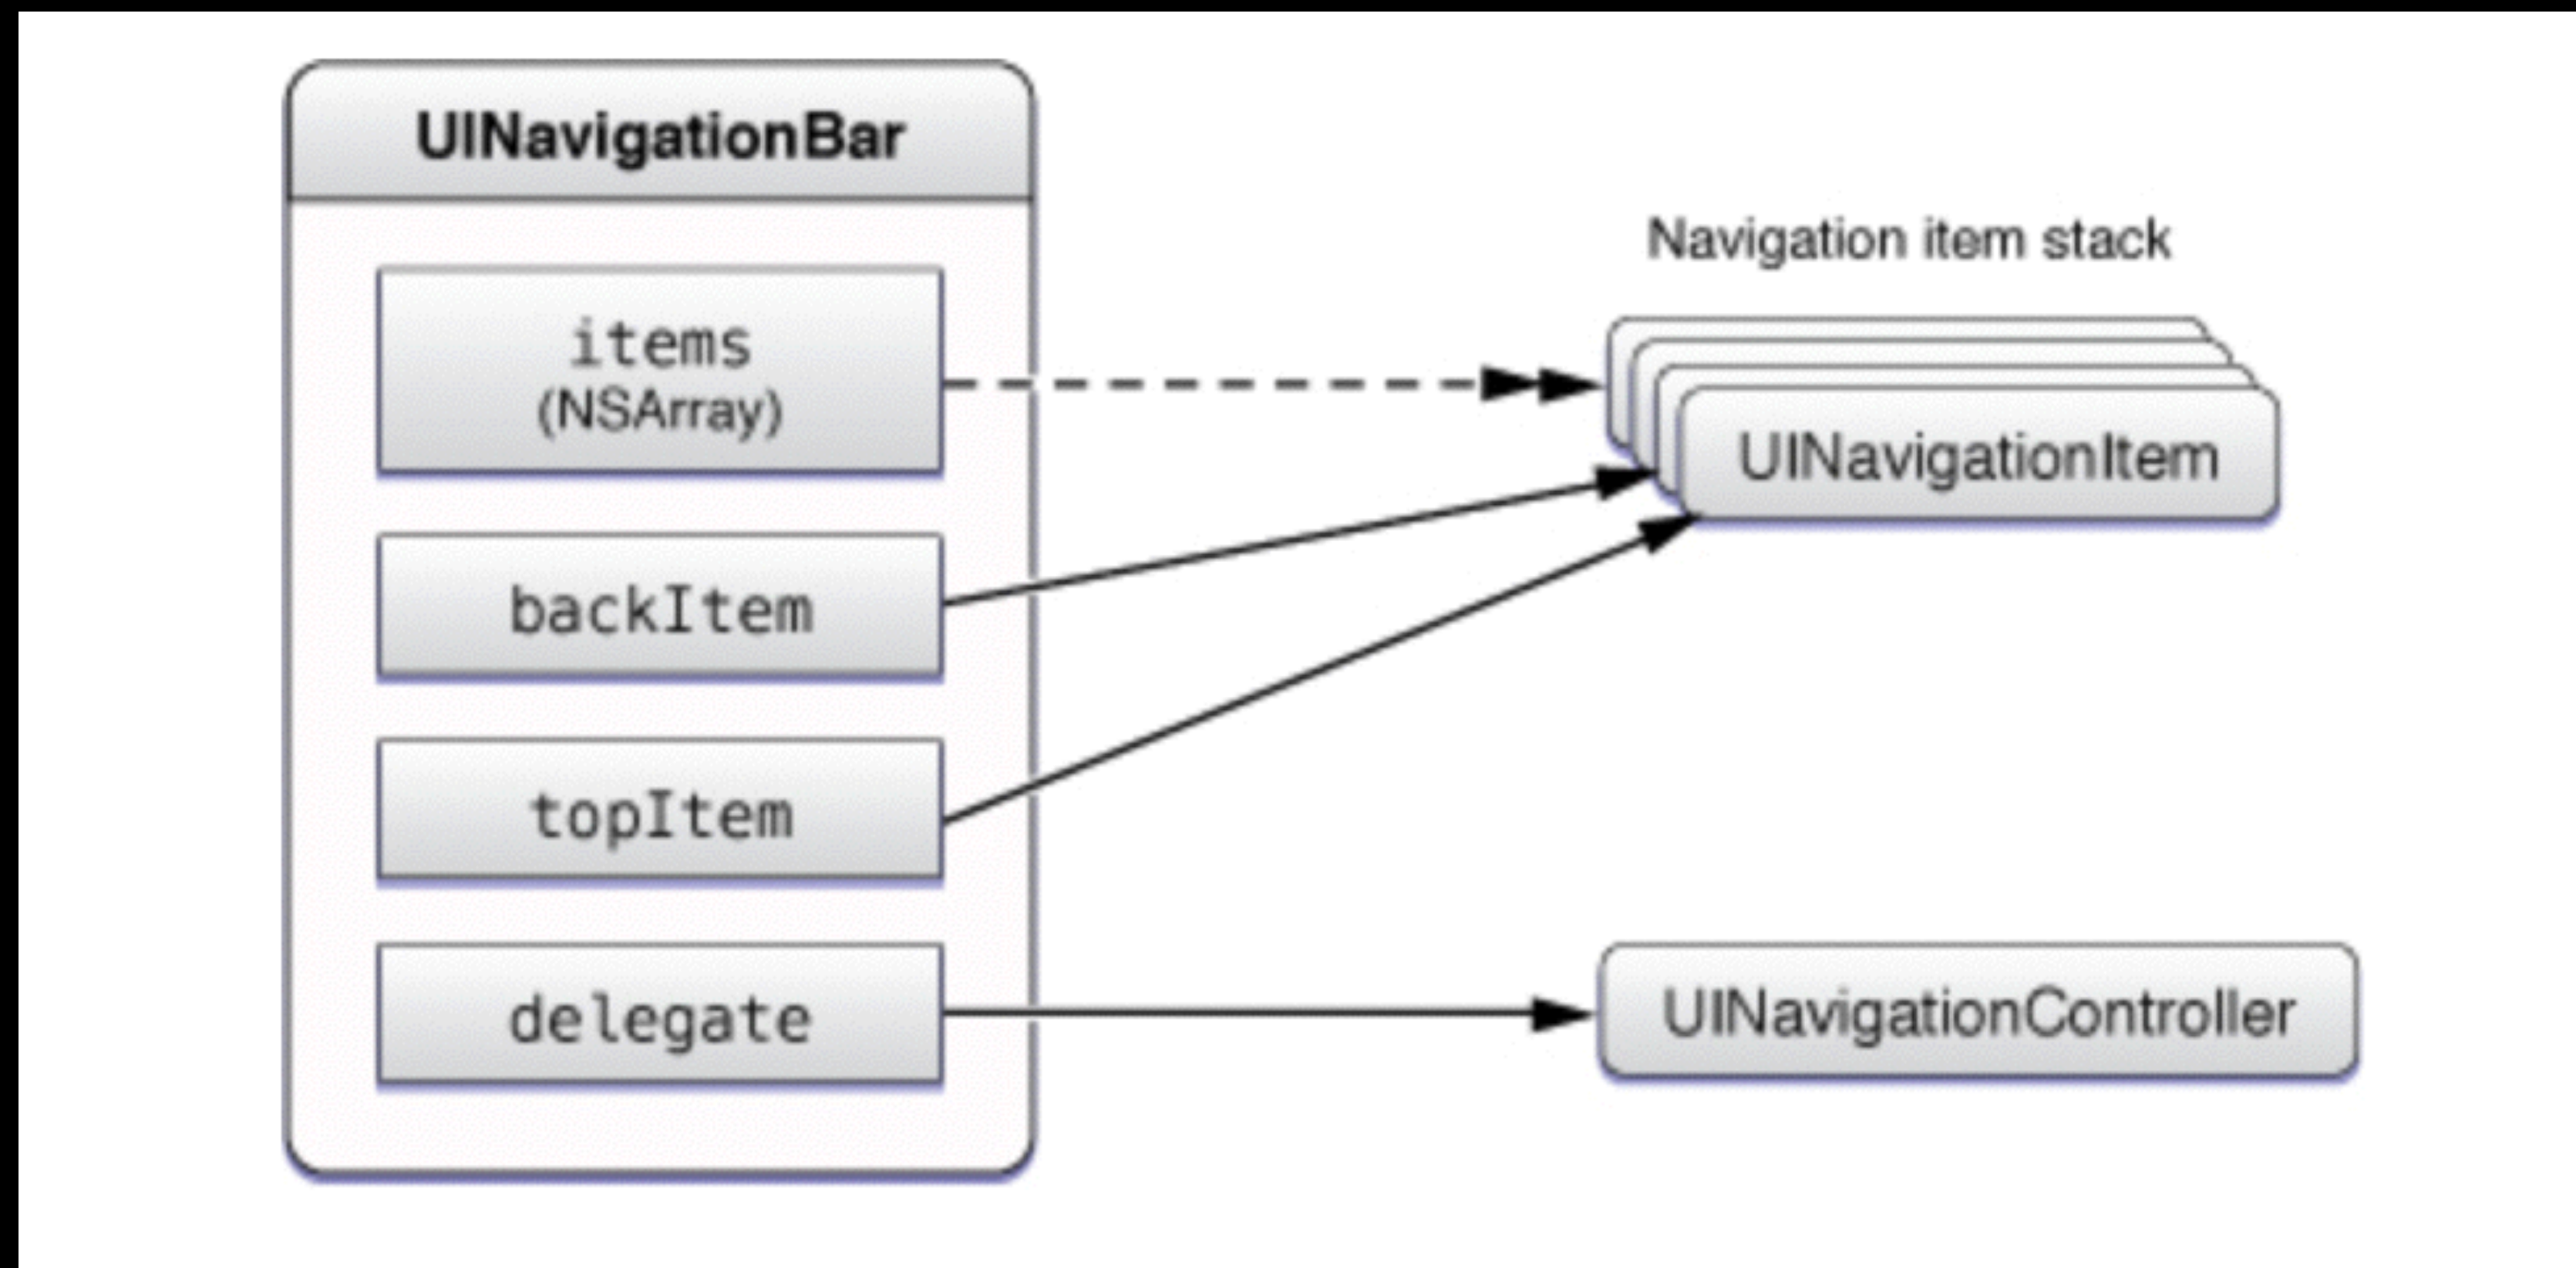 UINavigationBar
items
(NSArray)
backItem
topItem
delegate
Navigation item stack
UINavigationItem
UINavigationController